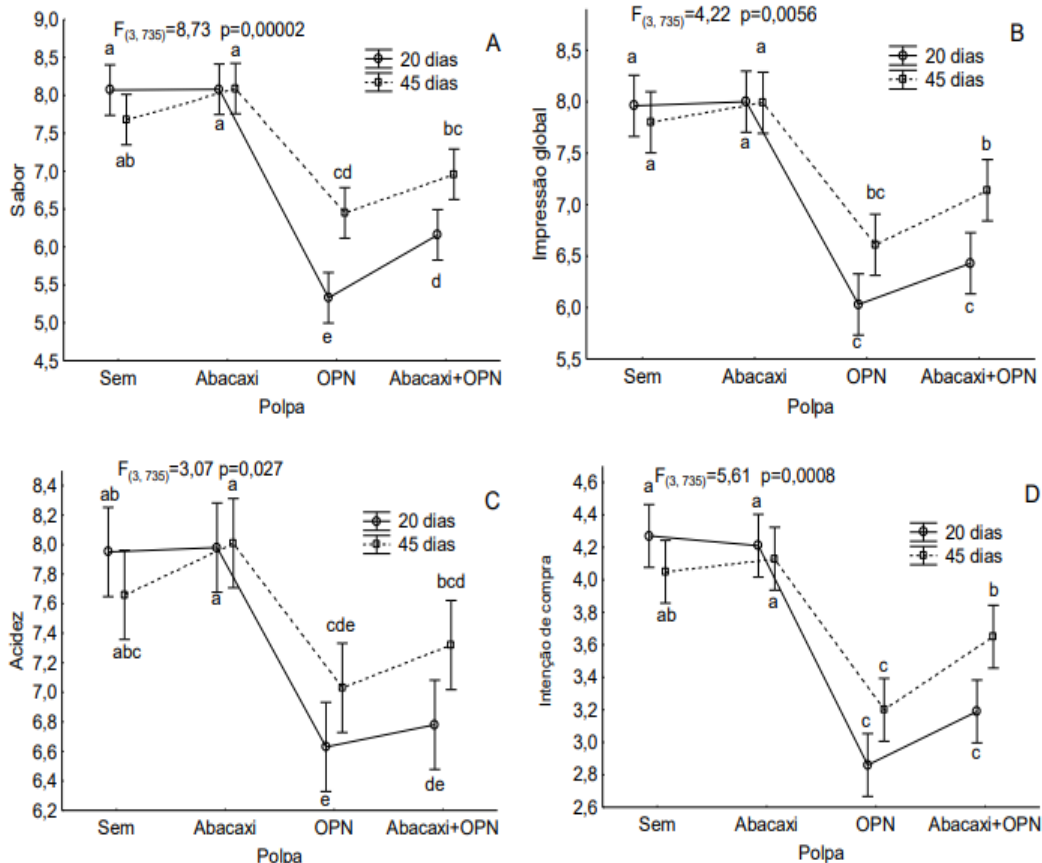 F(3, 735)=8,73 p=0,00002
A
20 dias
45 dias
Sabor
9,0
8,5
8,0
7,5
7,0
6,5
6,0
5,5
5,0
4,5
a
ab
a
a
cd
e
bc
d
Sem
Abacaxi
OPN
Abacaxi+OPN
Polpa
F(3, 735)=4,22 p=0,0056
B
20 dias
45 dias
Impressão global
8,5
8,0
7,5
7,0
6,5
6,0
5,5
a
a
a
a
bc
c
b
c
Sem
Abacaxi
OPN
Abacaxi+OPN
Polpa
F(3, 735)=3,07 p=0,027
C
20 dias
45 dias
Acidez
8,4
8,2
8,0
7,8
7,6
7,4
7,2
7,0
6,8
6,6
6,4
6,2
ab
abc
a
a
cde
e
bcd
de
Sem
Abacaxi
OPN
Abacaxi+OPN
Polpa
F(3, 735)=5,61 p=0,0008
D
20 dias
45 dias
Intenção de compra
4,6
4,4
4,2
4,0
3,8
3,6
3,4
3,2
3,0
2,8
2,6
a
ab
a
a
c
c
b
c
Sem
Abacaxi
OPN
Abacaxi+OPN
Polpa